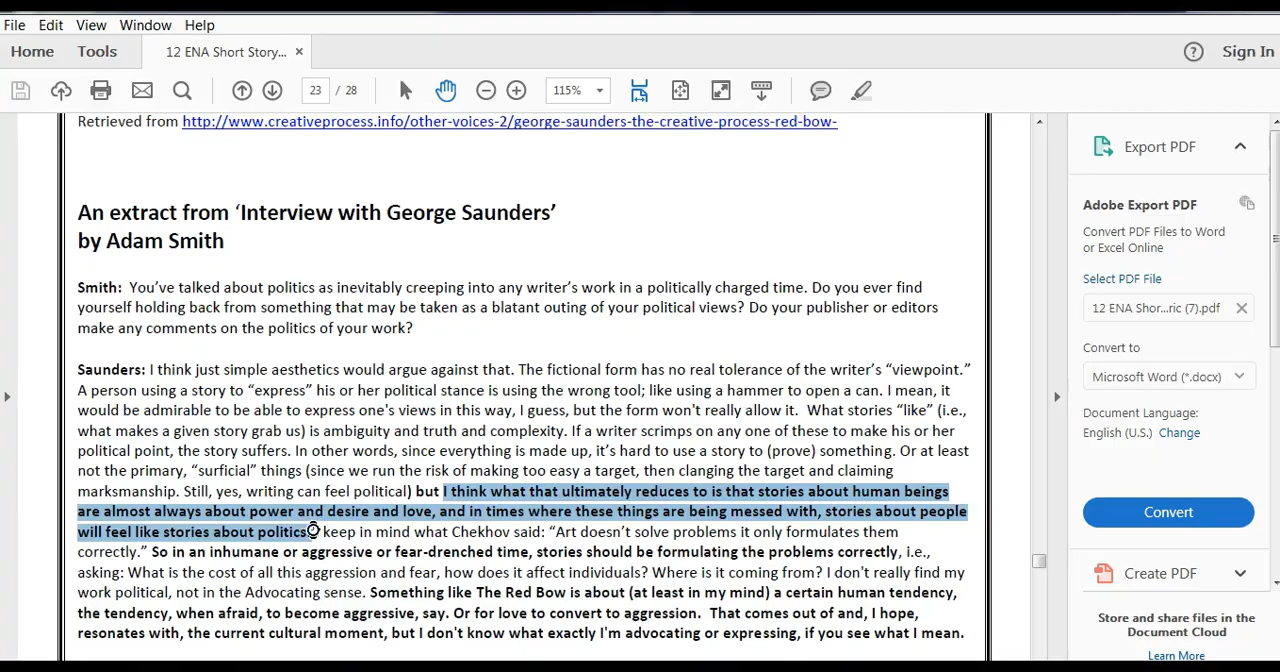 File Edit View Window Help
Home Tools 12 ENA Short Story... × Sign In
23 / 28 115%
Retrieved from http://www.creativeprocess.info/other-voices-2/george-saunders-the-creative-process-red-bow-
An extract from ‘Interview with George Saunders’
by Adam Smith
Smith: You’ve talked about politics as inevitably creeping into any writer’s work in a politically charged time. Do you ever find
yourself holding back from something that may be taken as a blatant outing of your political views? Do your publisher or editors
make any comments on the politics of your work?
Saunders: I think just simple aesthetics would argue against that. The fictional form has no real tolerance of the writer’s “viewpoint.”
A person using a story to “express” his or her political stance is using the wrong tool; like using a hammer to open a can. I mean, it
would be admirable to be able to express one's views in this way, I guess, but the form won't really allow it. What stories “like” (i.e.,
what makes a given story grab us) is ambiguity and truth and complexity. If a writer scrimps on any one of these to make his or her
political point, the story suffers. In other words, since everything is made up, it’s hard to use a story to (prove) something. Or at least
not the primary, “surficial” things (since we run the risk of making too easy a target, then clanging the target and claiming
marksmanship. Still, yes, writing can feel political) but I think what that ultimately reduces to is that stories about human beings
are almost always about power and desire and love, and in times where these things are being messed with, stories about people
will feel like stories about politics. keep in mind what Chekhov said: “Art doesn’t solve problems it only formulates them
correctly.” So in an inhumane or aggressive or fear-drenched time, stories should be formulating the problems correctly, i.e.,
asking: What is the cost of all this aggression and fear, how does it affect individuals? Where is it coming from? I don't really find my
work political, not in the Advocating sense. Something like The Red Bow is about (at least in my mind) a certain human tendency,
the tendency, when afraid, to become aggressive, say. Or for love to convert to aggression. That comes out of and, I hope,
resonates with, the current cultural moment, but I don't know what exactly I'm advocating or expressing, if you see what I mean.
Export PDF
Adobe Export PDF
Convert PDF Files to Word
or Excel Online
Select PDF File
12 ENA Shor...ric (7).pdf
Convert to
Microsoft Word (*.docx)
Document Language:
English (U.S.) Change
Convert
Create PDF
Store and share files in the
Document Cloud
Learn More